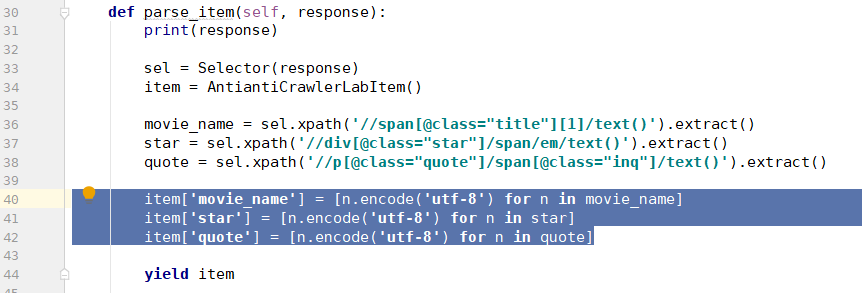 30 def parse_item(self, response):
31 print(response)
32
33 sel = Selector(response)
34 item = AntiantiCrawlerLabItem()
35
36 movie_name = sel.xpath('//span[@class="title"][1]/text()').extract()
37 star = sel.xpath('//div[@class="star"]/span/em/text()').extract()
38 quote = sel.xpath('//p[@class="quote"]/span[@class="inq"]/text()').extract()
39
40 item['movie_name'] = [n.encode('utf-8') for n in movie_name]
41 item['star'] = [n.encode('utf-8') for n in star]
42 item['quote'] = [n.encode('utf-8') for n in quote]
43
44 yield item
45